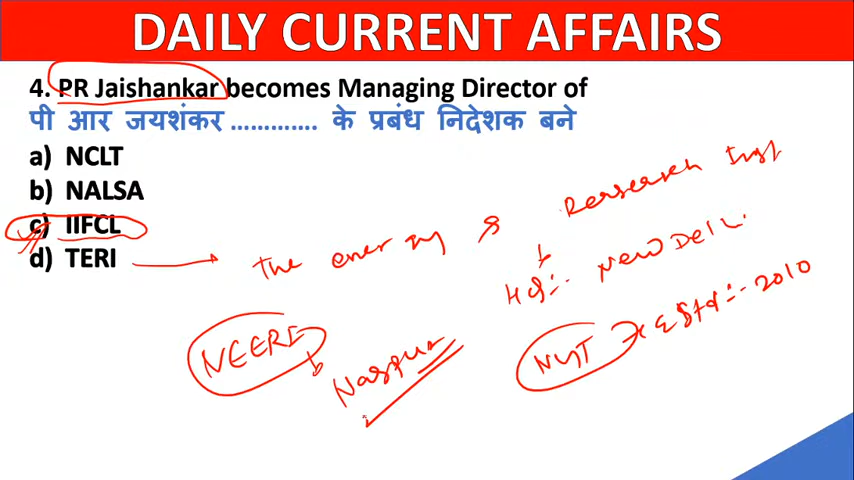 DAILY CURRENT AFFAIRS
4. PR Jaishankar becomes Managing Director of
पी आर जयशंकर …………. के प्रबंध निदेशक बने
a) NCLT
b) NALSA
c) IIFCL
d) TERI
The energy & Research Inst
HQ:- New Delhi
NEERI
Nagpur
NGT
Estd:- 2010